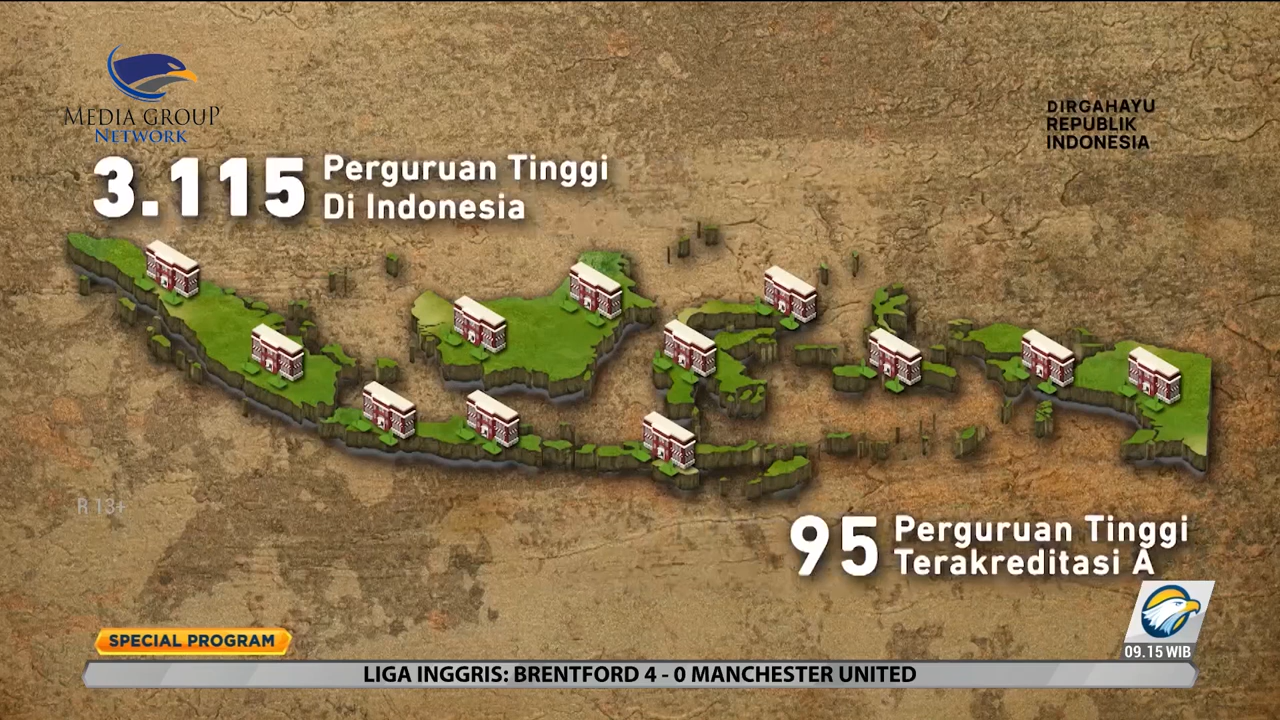 MEDIA GROUP
NETWORK
DIRGAHAYU
REPUBLIK
INDONESIA
3.115 Perguruan Tinggi
Di Indonesia
R 13+
95 Perguruan Tinggi
Terakreditasi A
SPECIAL PROGRAM
09.15 WIB
LIGA INGGRIS: BRENTFORD 4 - 0 MANCHESTER UNITED